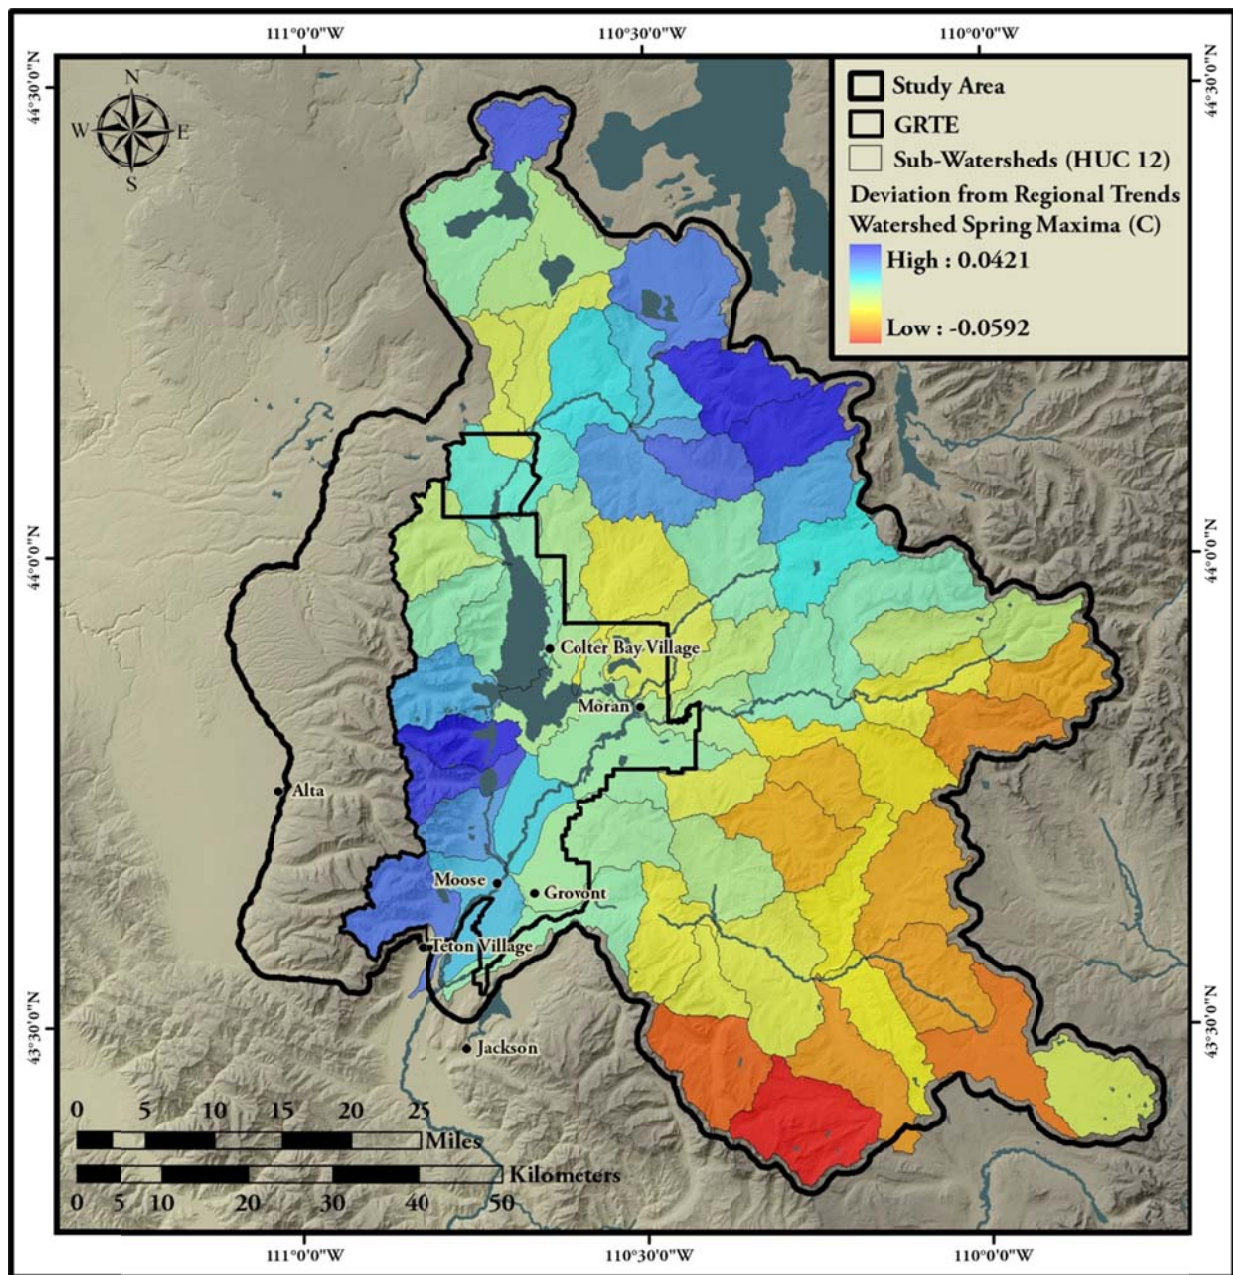 111°0'0"W 110°30'0"W 110°0'0"W
44°30'0"N 44°30'0"N
N
W E
S
Study Area
GRTE
Sub-Watersheds (HUC 12)
Deviation from Regional Trends
Watershed Spring Maxima (C)
High : 0.0421
Low : -0.0592
44°0'0"N 44°0'0"N
Colter Bay Village
Moran
Alta
Moose
Grovont
Teton Village
43°30'0"N 43°30'0"N
Jackson
0 5 10 15 20 25
Miles
Kilometers
0 5 10 20 30 40 50
111°0'0"W 110°30'0"W 110°0'0"W